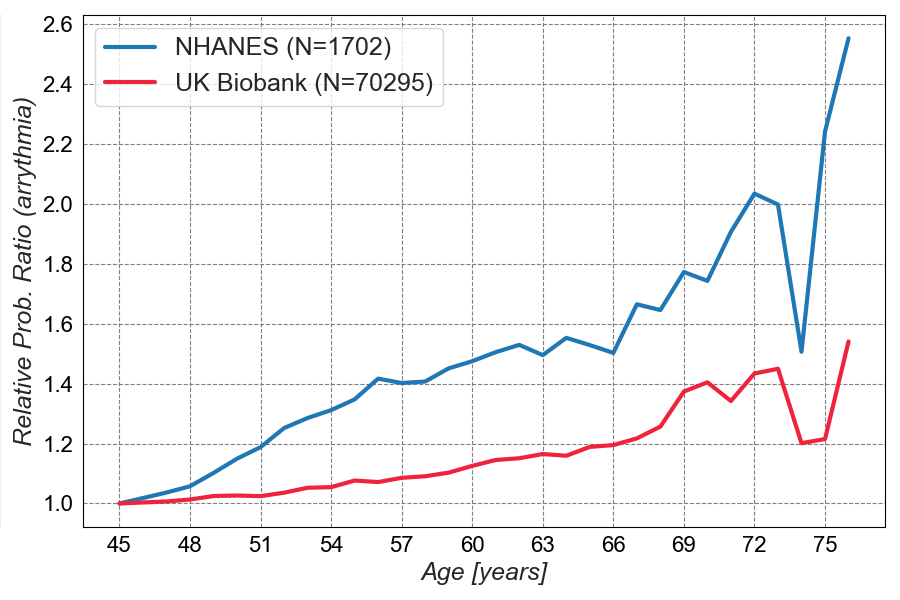 NHANES (N=1702)
UK Biobank (N=70295)
Relative Prob. Ratio (arrythmia)
2.6
2.4
2.2
2.0
1.8
1.6
1.4
1.2
1.0
45 48 51 54 57 60 63 66 69 72 75
Age [years]